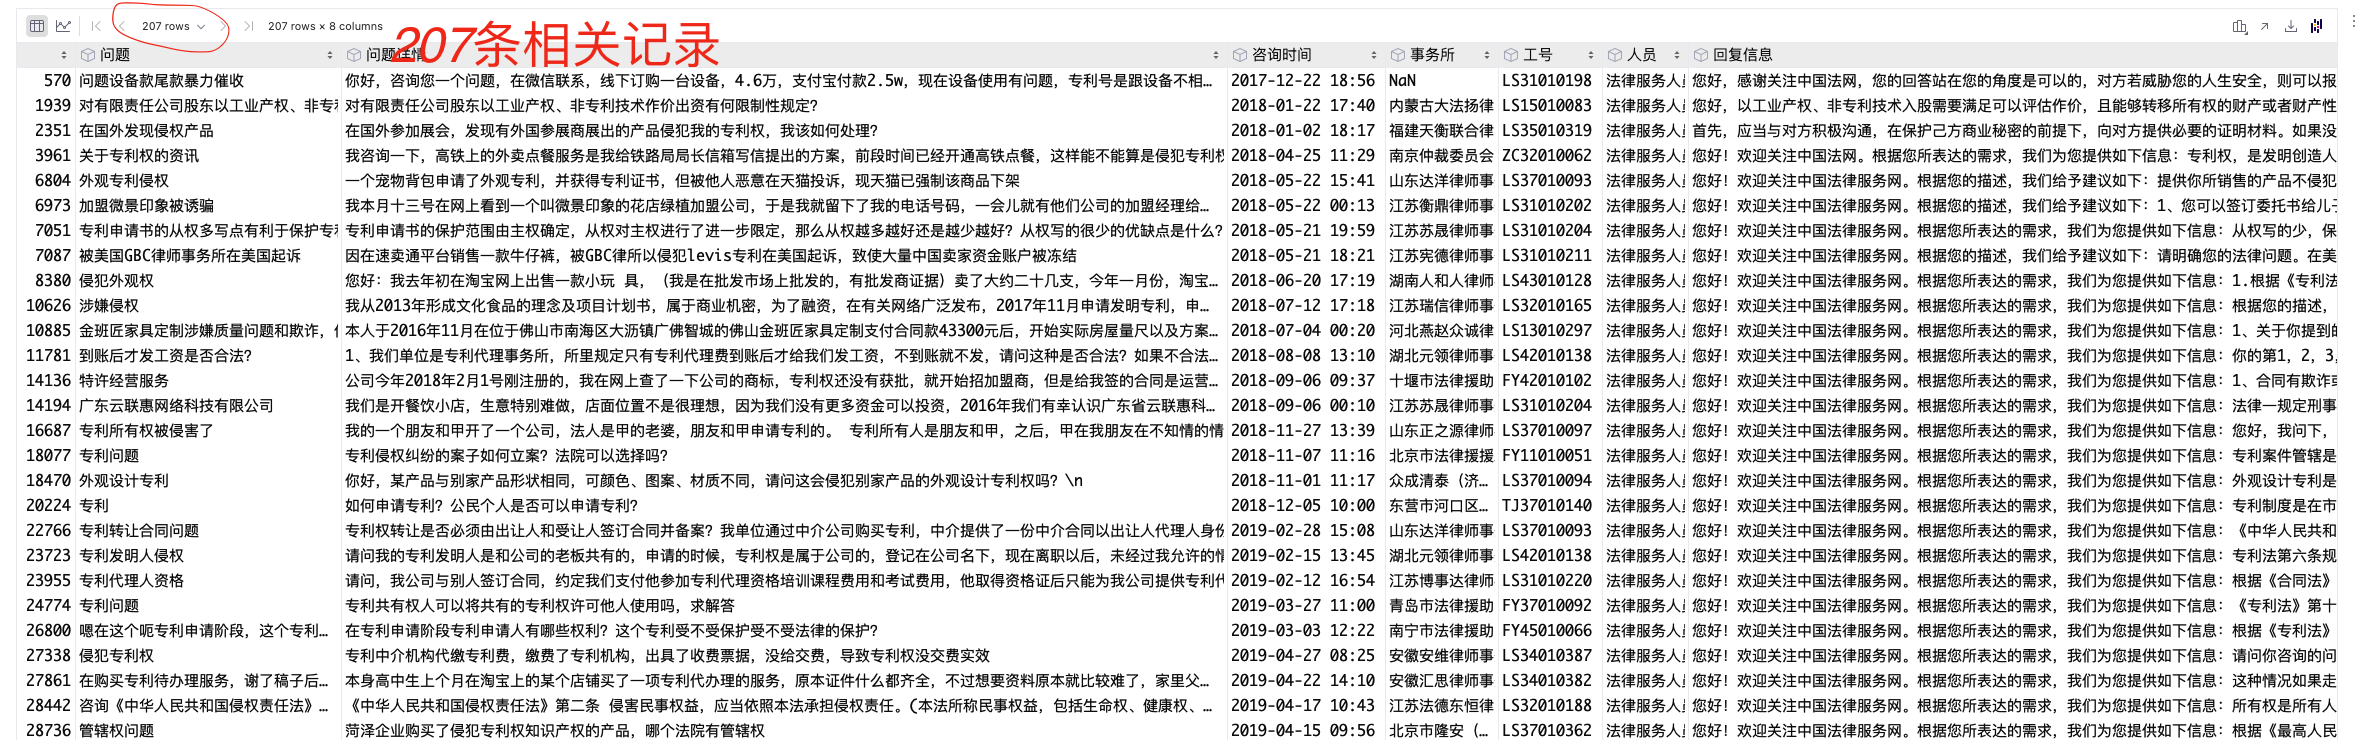 207 rows 207 rows × 8 columns
207条相关记录
问题 问题详情 咨询时间 事务所 工号 人员 回复信息
570 问题设备款尾款暴力催收 你好，咨询您一个问题，在微信联系，线下订购一台设备，4.6万，支付宝付款2.5w，现在设备使用有问题，专利号是跟设备不相... 2017-12-22 18:56 NaN LS31010198 法律服务人 您好，感谢关注中国法网，您的回答站在您的角度是可以的，对方若威胁您的人生安全，则可以报
1939 对有限责任公司股东以工业产权、非专 对有限责任公司股东以工业产权、非专利技术作价出资有何限制性规定? 2018-01-22 17:40 内蒙古大法扬律 LS15010083 法律服务人 您好，以工业产权、非专利技术入股需要满足可以评估作价，且能够转移所有权的财产或者财产性
2351 在国外发现侵权产品 在国外参加展会，发现有外国参展商展出的产品侵犯我的专利权，我该如何处理? 2018-01-02 18:17 福建天衡联合律 LS35010319 法律服务人 首先，应当与对方积极沟通，在保护己方商业秘密的前提下，向对方提供必要的证明材料。如果没
3961 关于专利权的资讯 我咨询一下，高铁上的外卖点餐服务是我给铁路局局长信箱写信提出的方案，前段时间已经开通高铁点餐，这样能不能算是侵犯专利权 2018-04-25 11:29 南京仲裁委员会 ZC32010062 法律服务人 您好！欢迎关注中国法网。根据您所表达的需求，我们为您提供如下信息：专利权，是发明创造人
6804 外观专利侵权 一个宠物背包申请了外观专利，并获得专利证书，但被他人恶意在天猫投诉，现天猫已强制该商品下架 2018-05-22 15:41 山东达洋律师事 LS37010093 法律服务人 您好！欢迎关注中国法律服务网。根据您的描述，我们给予建议如下：提供你所销售的产品不侵犯
6973 加盟微景印象被诱骗 我本月十三号在网上看到一个叫微景印象的花店绿植加盟公司，于是我就留下了我的电话号码，一会儿就有他们公司的加盟经理给... 2018-05-22 00:13 江苏衡鼎律师事 LS31010202 法律服务人 您好！欢迎关注中国法律服务网。根据您的描述，我们给予建议如下：1、您可以签订委托书给儿子
7051 专利申请书的从权多写点有利于保护专 专利申请书的保护范围由主权确定，从权对主权进行了进一步限定，那么从权越多越好还是越少越好? 从权写的很少的优缺点是什么? 2018-05-21 19:59 江苏苏晟律师事 LS31010204 法律服务人 您好！欢迎关注中国法律服务网。根据您所表达的需求，我们为您提供如下信息：从权写的少，保
7087 被美国GBC律师事务所在美国起诉 因在速卖通平台销售一款牛仔裤，被GBC律所以侵犯levis专利在美国起诉，致使大量中国卖家资金账户被冻结 2018-05-21 18:21 江苏宪德律师事 LS31010211 法律服务人 您好！欢迎关注中国法律服务网。根据您的描述，我们给予建议如下：请明确您的法律问题。在美
8380 侵犯外观权 您好：我去年初在淘宝网上出售一款小玩 具，（我是在批发市场上批发的，有批发商证据）卖了大约二十几支，今年一月份，淘宝... 2018-06-20 17:19 湖南人和人律师 LS43010128 法律服务人 您好！欢迎关注中国法律服务网。根据您所表达的需求，我们为您提供如下信息：1.根据《专利法
10626 涉嫌侵权 我从2013年形成文化食品的理念及项目计划书，属于商业机密，为了融资，在有关网络广泛发布，2017年11月申请发明专利，申... 2018-07-12 17:18 江苏瑞信律师事 LS32010165 法律服务人 您好！欢迎关注中国法律服务网。根据您所表达的需求，我们为您提供如下信息：根据您的描述，
10885 金班匠家具定制涉嫌质量问题和欺诈， 本人于2016年11月在位于佛山市南海区大沥镇广佛智城的佛山金班匠家具定制支付合同款43300元后，开始实际房屋量尺以及方案... 2018-07-04 00:20 河北燕赵众诚律 LS13010297 法律服务人 您好！欢迎关注中国法律服务网。根据您所表达的需求，我们为您提供如下信息：1、关于你提到的
11781 到账后才发工资是否合法? 1、我们单位是专利代理事务所，所里规定只有专利代理费到账后才给我们发工资，不到账就不发，请问这种是否合法? 如果不合法... 2018-08-08 13:10 湖北元领律师事 LS42010138 法律服务人 您好！欢迎关注中国法律服务网。根据您所表达的需求，我们为您提供如下信息：你的第1，2，3，
14136 特许经营服务 公司今年2018年2月1号刚注册的，我在网上查了一下公司的商标，专利权还没有获批，就开始招加盟商，但是给我签的合同是运营... 2018-09-06 09:37 十堰市法律援助 FY42010102 法律服务人 您好！欢迎关注中国法律服务网。根据您所表达的需求，我们为您提供如下信息：1、合同有欺诈或
14194 广东云联惠网络科技有限公司 我们是开餐饮小店，生意特别难做，店面位置不是很理想，因为我们没有更多资金可以投资，2016年我们有幸认识广东省云联惠科... 2018-09-06 00:10 江苏苏晟律师事 LS31010204 法律服务人 您好！欢迎关注中国法律服务网。根据您所表达的需求，我们为您提供如下信息：法律一规定刑事
16687 专利所有权被侵害了 我的一个朋友和甲开了一个公司，法人是甲的老婆，朋友和甲申请专利的。 专利所有人是朋友和甲，之后，甲在我朋友在不知情的情 2018-11-27 13:39 山东正之源律师 LS37010097 法律服务人 您好！欢迎关注中国法律服务网。根据您所表达的需求，我们为您提供如下信息：您好，我问下，
18077 专利问题 专利侵权纠纷的案子如何立案? 法院可以选择吗? 2018-11-07 11:16 北京市法律援援 FY11010051 法律服务人 您好！欢迎关注中国法律服务网。根据您所表达的需求，我们为您提供如下信息：专利案件管辖是
18470 外观设计专利 你好，某产品与别家产品形状相同，可颜色、图案、材质不同，请问这会侵犯别家产品的外观设计专利权吗? \n 2018-11-01 11:17 众成清泰（济... LS37010094 法律服务人 您好！欢迎关注中国法律服务网。根据您所表达的需求，我们为您提供如下信息：外观设计专利是
20224 专利 如何申请专利? 公民个人是否可以申请专利? 2018-12-05 10:00 东营市河口区... TJ37010140 法律服务人 您好！欢迎关注中国法律服务网。根据您所表达的需求，我们为您提供如下信息：专利制度是在市
22766 专利转让合同问题 专利权转让是否必须由出让人和受让人签订合同并备案? 我单位通过中介公司购买专利，中介提供了一份中介合同以出让人代理人身份 2019-02-28 15:08 山东达洋律师事 LS37010093 法律服务人 您好！欢迎关注中国法律服务网。根据您所表达的需求，我们为您提供如下信息：《中华人民共和
23723 专利发明人侵权 请问我的专利发明人是和公司的老板共有的，申请的时候，专利权是属于公司的，登记在公司名下，现在离职以后，未经过我允许的情 2019-02-15 13:45 湖北元领律师事 LS42010138 法律服务人 您好！欢迎关注中国法律服务网。根据您所表达的需求，我们为您提供如下信息：专利法第六条规
23955 专利代理人资格 请问，我公司与别人签订合同，约定我们支付他参加专利代理资格培训课程费用和考试费用，他取得资格证后只能为我公司提供专利代 2019-02-12 16:54 江苏博事达律师 LS31010220 法律服务人 您好！欢迎关注中国法律服务网。根据您所表达的需求，我们为您提供如下信息：根据《合同法》
24774 专利问题 专利共有权人可以将共有的专利权许可他人使用吗，求解答 2019-03-27 11:00 青岛市法律援助 FY37010092 法律服务人 您好！欢迎关注中国法律服务网。根据您所表达的需求，我们为您提供如下信息：《专利法》第十
26800 嗯在这个呃专利申请阶段，这个专利... 在专利申请阶段专利申请人有哪些权利? 这个专利受不受保护受不受法律的保护? 2019-03-03 12:22 南宁市法律援助 FY45010066 法律服务人 您好！欢迎关注中国法律服务网。根据您所表达的需求，我们为您提供如下信息：根据《专利法》
27338 侵犯专利权 专利中介机构代缴专利费，缴费了专利机构，出具了收费票据，没给交费，导致专利权没交费实效 2019-04-27 08:25 安徽安维律师事 LS34010387 法律服务人 您好！欢迎关注中国法律服务网。根据您所表达的需求，我们为您提供如下信息：请问你咨询的问
27861 在购买专利待办理服务，谢了稿子后... 本身高中生上个月在淘宝上的某个店铺买了一项专利代办理的服务，原本证件什么都齐全，不过想要资料原本就比较难了，家里父... 2019-04-22 14:10 安徽汇思律师事 LS34010382 法律服务人 您好！欢迎关注中国法律服务网。根据您所表达的需求，我们为您提供如下信息：这种情况如果走
28442 咨询《中华人民共和国侵权责任法》... 《中华人民共和国侵权责任法》第二条 侵害民事权益，应当依照本法承担侵权责任。(本法所称民事权益，包括生命权、健康权、... 2019-04-17 10:43 江苏法德东恒律 LS32010188 法律服务人 您好！欢迎关注中国法律服务网。根据您所表达的需求，我们为您提供如下信息：所有权是所有人
28736 管辖权问题 菏泽企业购买了侵犯专利权知识产权的产品，哪个法院有管辖权 2019-04-15 09:56 北京市隆安（... LS37010362 法律服务人 您好！欢迎关注中国法律服务网。根据您所表达的需求，我们为您提供如下信息：根据《最高人民